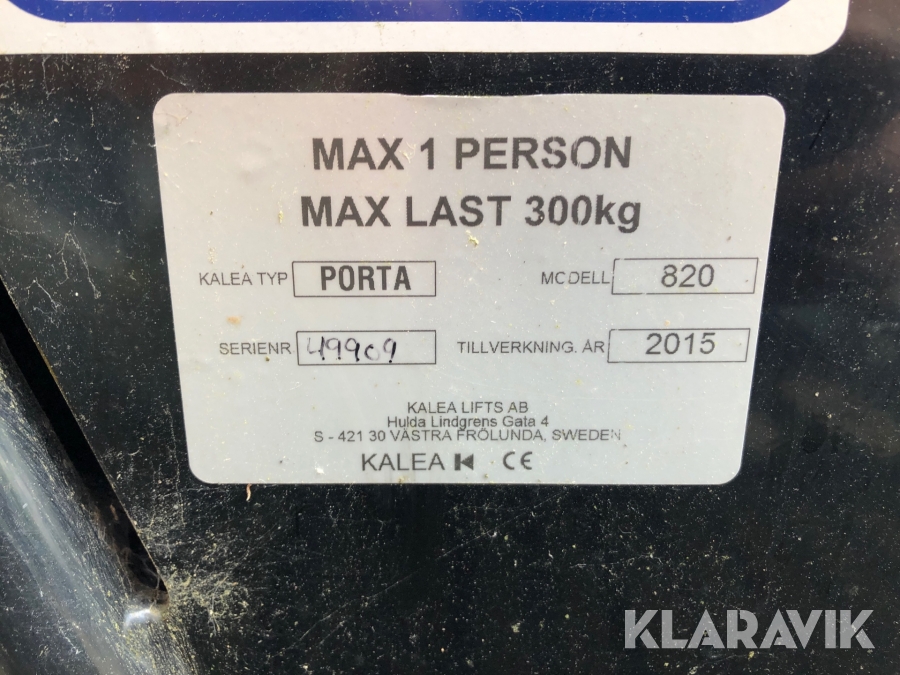 MAX 1 PERSON
MAX LAST 300kg
KALEA TYP PORTA MODELL 820
SERIENR 49909 TILLVERKNING. ÅR 2015
KALEA LIFTS AB
Hulda Lindgrens Gata 4
S - 421 30 VÄSTRA FRÖLUNDA, SWEDEN
KALEA CE
KLARAVIK